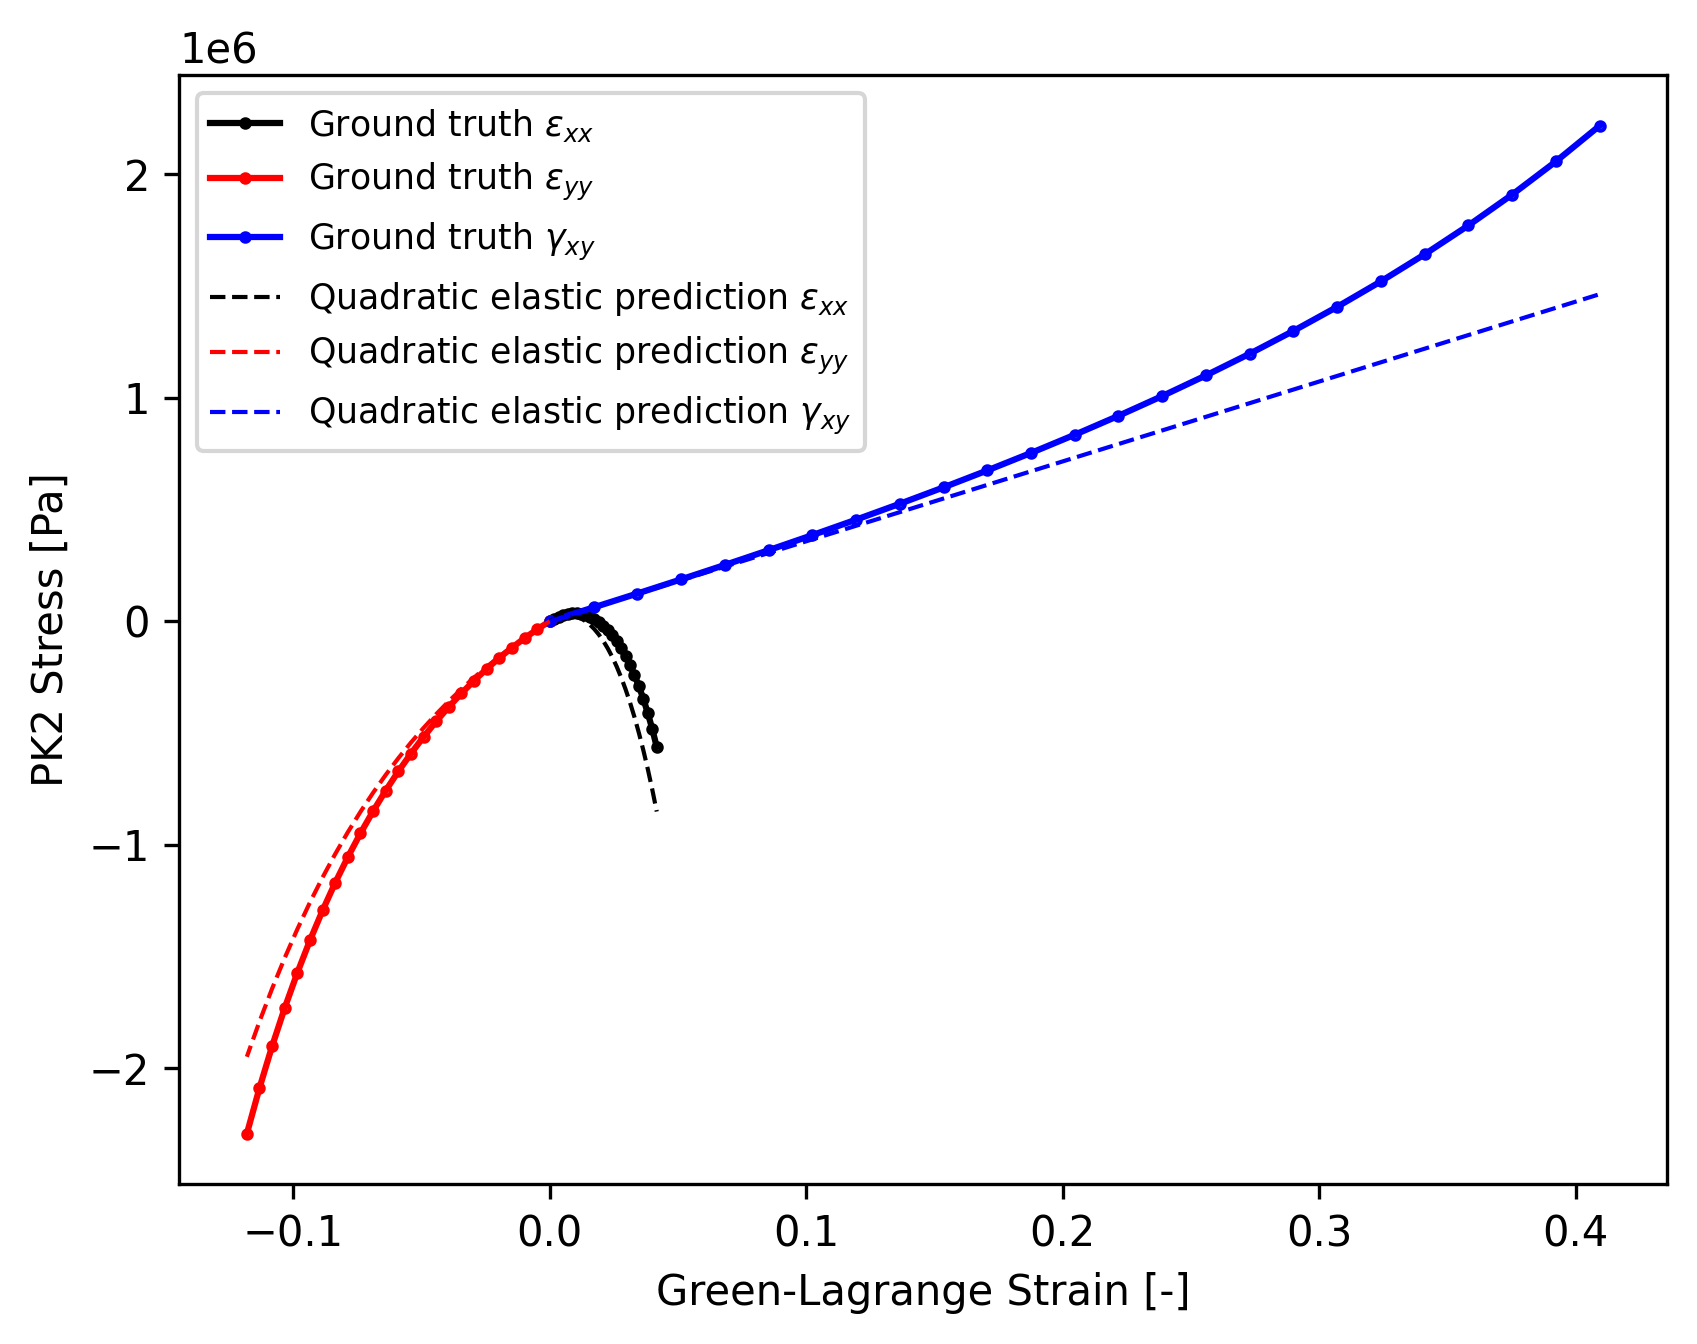 1e6
Ground truth εxx
Ground truth εyy
Ground truth γxy
Quadratic elastic prediction εxx
Quadratic elastic prediction εyy
Quadratic elastic prediction γxy
2
1
0
−1
−2
PK2 Stress [Pa]
−0.1 0.0 0.1 0.2 0.3 0.4
Green-Lagrange Strain [-]